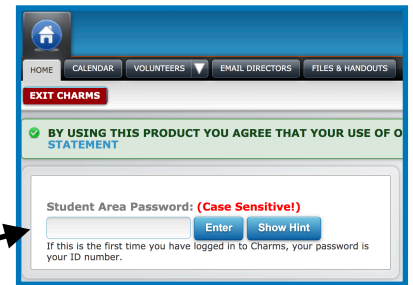 HOME CALENDAR VOLUNTEERS EMAIL DIRECTORS FILES & HANDOUTS
EXIT CHARMS
BY USING THIS PRODUCT YOU AGREE THAT YOUR USE OF O
STATEMENT
Student Area Password: (Case Sensitive!)
Enter Show Hint
If this is the first time you have logged in to Charms, your password is
your ID number.